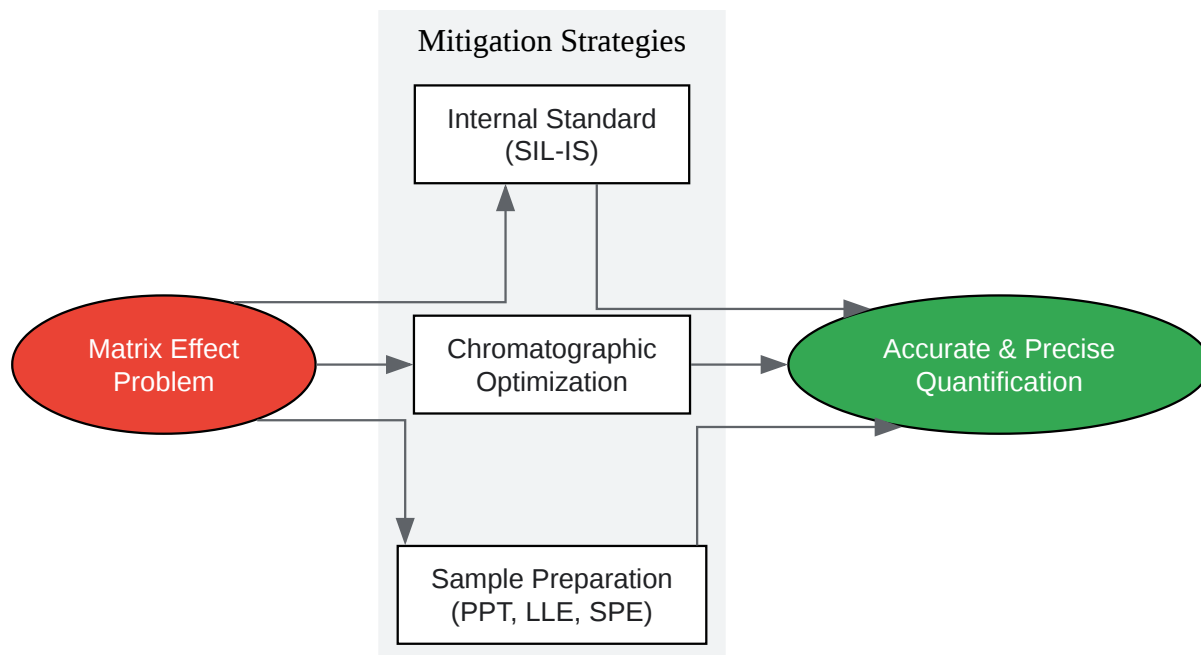 Mitigation Strategies
Internal Standard
(SIL-IS)
Matrix Effect
Problem
Chromatographic
Optimization
Accurate & Precise
Quantification
Sample Preparation
(PPT, LLE, SPE)